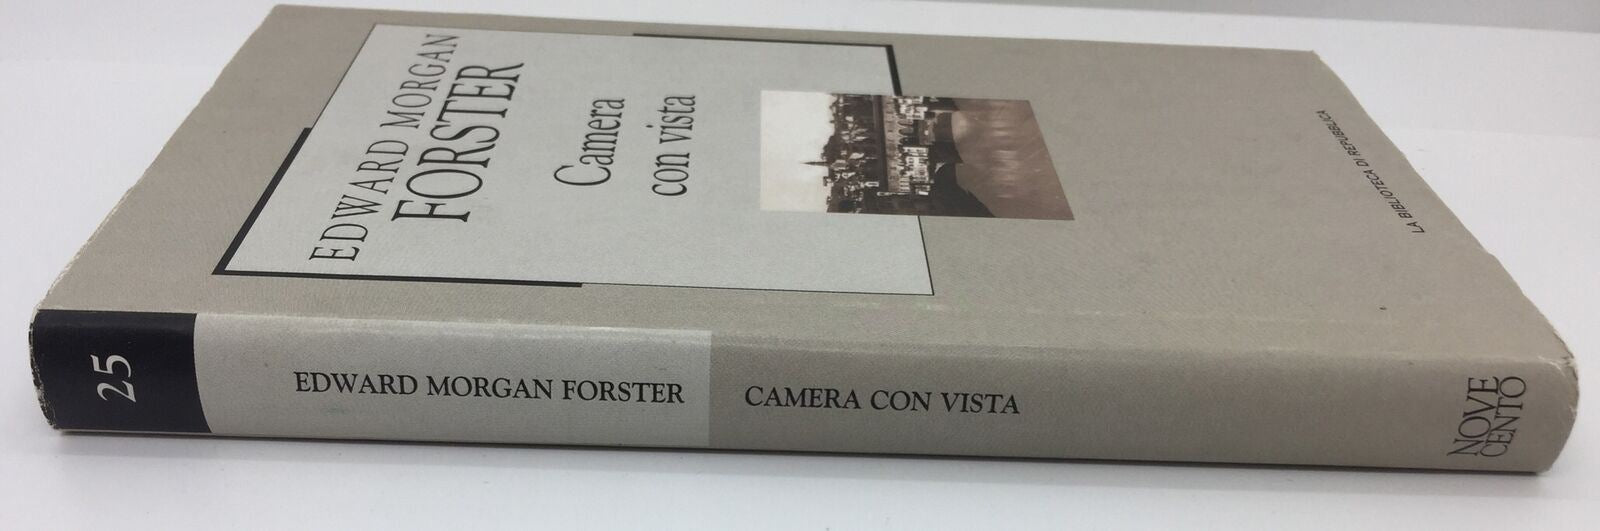 EDWARD MORGAN
FORSTER
Camera
con vista
LA BIBLIOTECA DI REPUBBLICA
25
EDWARD MORGAN FORSTER
CAMERA CON VISTA
NOVE
CENTO